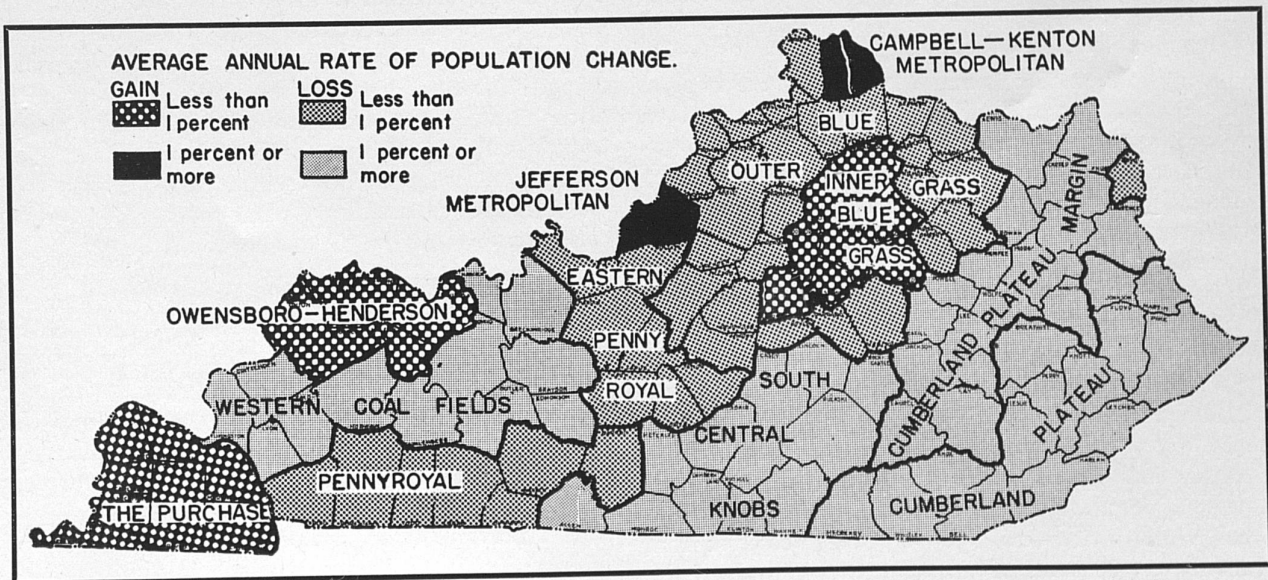 AVERAGE ANNUAL RATE OF POPULATION CHANGE.
GAIN
Less than
1 percent
1 percent or
more
LOSS
Less than
1 percent
1 percent or
more
CAMPBELL—KENTON
METROPOLITAN
JEFFERSON
METROPOLITAN
OUTER
BLUE
GRASS
INNER
BLUE
GRASS
MARGIN
PLATEAU
CUMBERLAND
EASTERN
PENNY
ROYAL
OWENSBORO—HENDERSON
WESTERN COAL FIELDS
SOUTH
CENTRAL
KNOBS
CUMBERLAND
PLATEAU
PENNYROYAL
THE PURCHASE